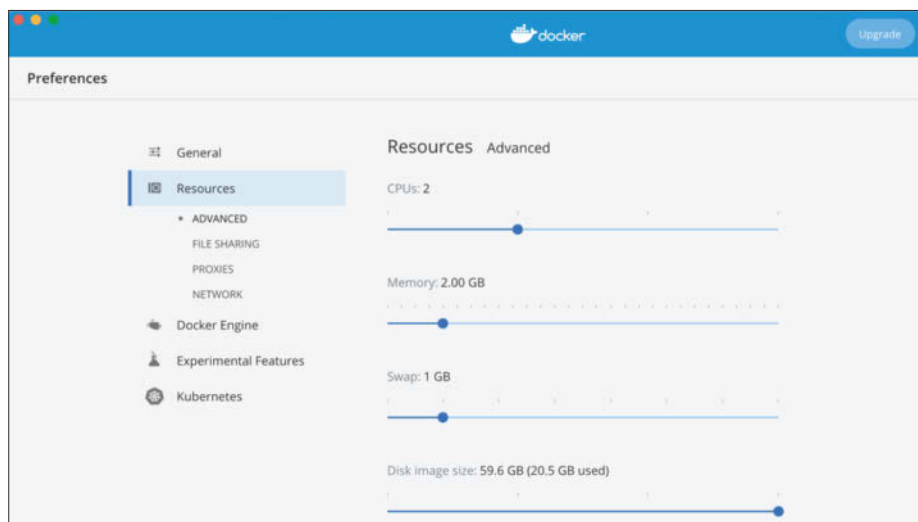 docker
Upgrade
Preferences
General
Resources
ADVANCED
FILE SHARING
PROXIES
NETWORK
Docker Engine
Experimental Features
Kubernetes
Resources Advanced
CPUs: 2
Memory: 2.00 GB
Swap: 1 GB
Disk image size: 59.6 GB (20.5 GB used)